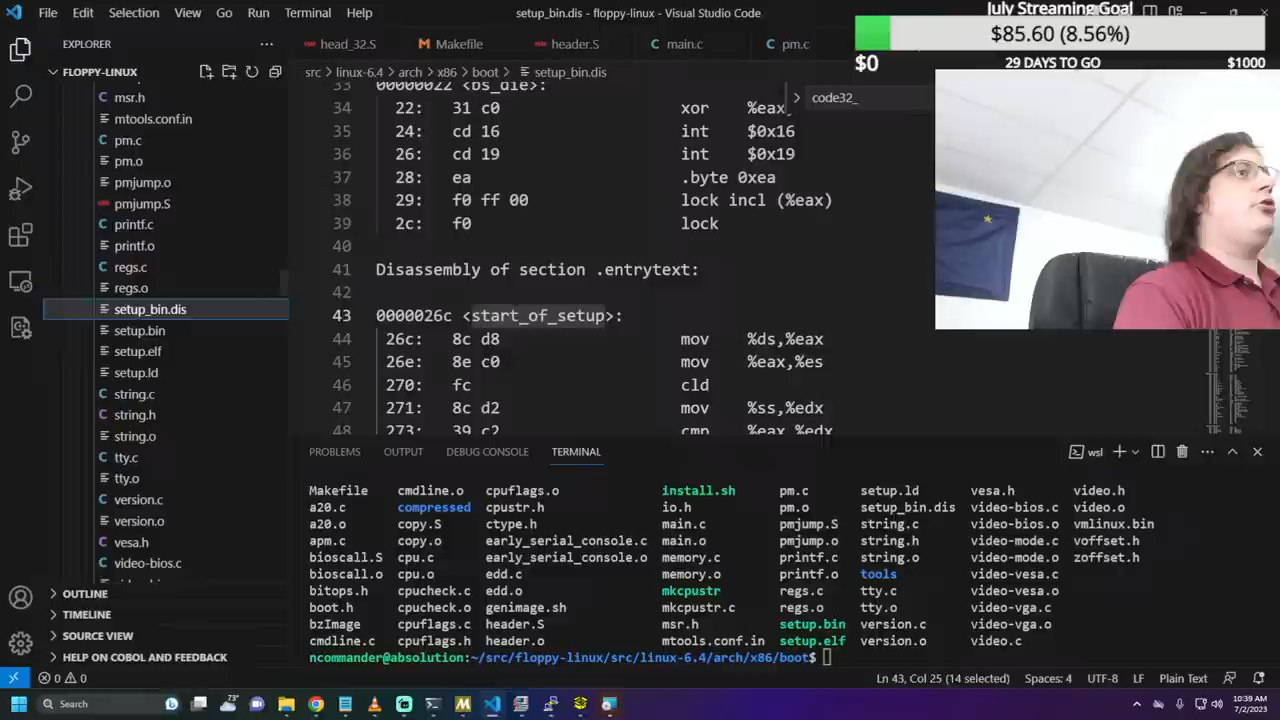 File Edit Selection View Go Run Terminal Help
setup_bin.dis - floppy-linux - Visual Studio Code
July Streaming Goal
$85.60 (8.56%)
$0 29 DAYS TO GO $1000
EXPLORER
FLOPPY-LINUX
msr.h
mtools.conf.in
pm.c
pm.o
pmjump.o
pmjump.S
printf.c
printf.o
regs.c
regs.o
setup_bin.dis
setup.bin
setup.elf
setup.ld
string.c
string.h
string.o
tty.c
tty.o
version.c
version.o
vesa.h
video-bios.c
OUTLINE
TIMELINE
SOURCE VIEW
HELP ON COBOL AND FEEDBACK
head_32.S Makefile header.S main.c pm.c
src > linux-6.4 > arch > x86 > boot > setup_bin.dis
code32_
33 00000022 <bs_die>:
34 22: 31 c0 xor %eax,
35 24: cd 16 int $0x16
36 26: cd 19 int $0x19
37 28: ea .byte 0xea
38 29: f0 ff 00 lock incl (%eax)
39 2c: f0 lock
40
41 Disassembly of section .entrytext:
42
43 0000026c <start_of_setup>:
44 26c: 8c d8 mov %ds,%eax
45 26e: 8e c0 mov %eax,%es
46 270: fc cld
47 271: 8c d2 mov %ss,%edx
48 273: 39 c2 cmp %eax,%edx
PROBLEMS OUTPUT DEBUG CONSOLE TERMINAL
wsl
Makefile cmdline.o cpuflags.o install.sh pm.c setup.ld vesa.h video.h
a20.c compressed cpustr.h io.h pm.o setup_bin.dis video-bios.c video.o
a20.o copy.S ctype.h main.c pmjump.S string.c video-bios.o vmlinux.bin
apm.c copy.o early_serial_console.c main.o pmjump.o string.h video-mode.c voffset.h
bioscall.S cpu.c early_serial_console.o memory.c printf.c string.o video-mode.o zoffset.h
bioscall.o cpu.o edd.c memory.o printf.o tools video-vesa.c
bitops.h cpucheck.c edd.o mkcpustr regs.c tty.c video-vesa.o
boot.h cpucheck.o genimage.sh mkcpustr.c regs.o tty.o video-vga.c
bzImage cpuflags.c header.S msr.h setup.bin version.c video-vga.o
cmdline.c cpuflags.h header.o mtools.conf.in setup.elf version.o video.c
ncommander@absolution:~/src/floppy-linux/src/linux-6.4/arch/x86/boot$
0 0 Ln 43, Col 25 (14 selected) Spaces: 4 UTF-8 LF Plain Text
Search 73° 10:39 AM
7/2/2023